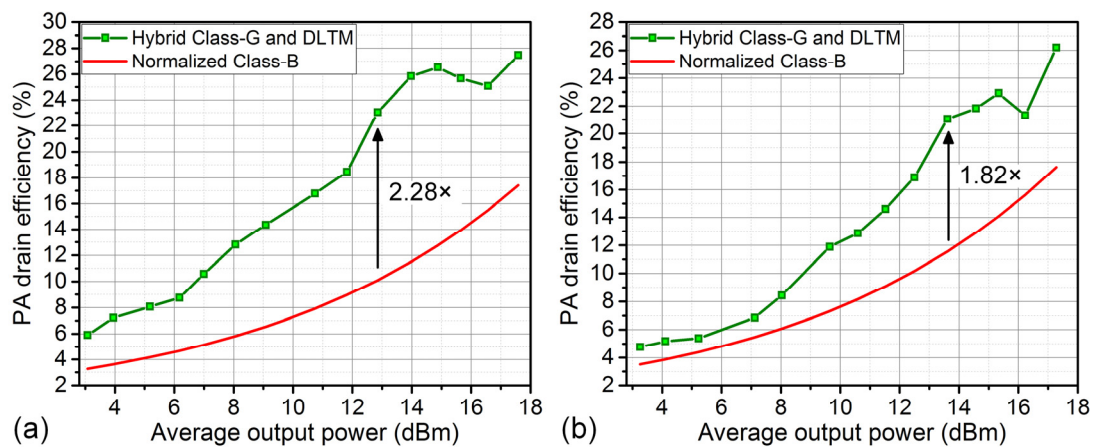 Hybrid Class-G and DLTM
Normalized Class-B
PA drain efficiency (%)
30
28
26
24
22
20
18
16
14
12
10
8
6
4
2
2.28×
4 6 8 10 12 14 16 18
Average output power (dBm)
(a)
Hybrid Class-G and DLTM
Normalized Class-B
PA drain efficiency (%)
28
26
24
22
20
18
16
14
12
10
8
6
4
2
1.82×
4 6 8 10 12 14 16 18
Average output power (dBm)
(b)